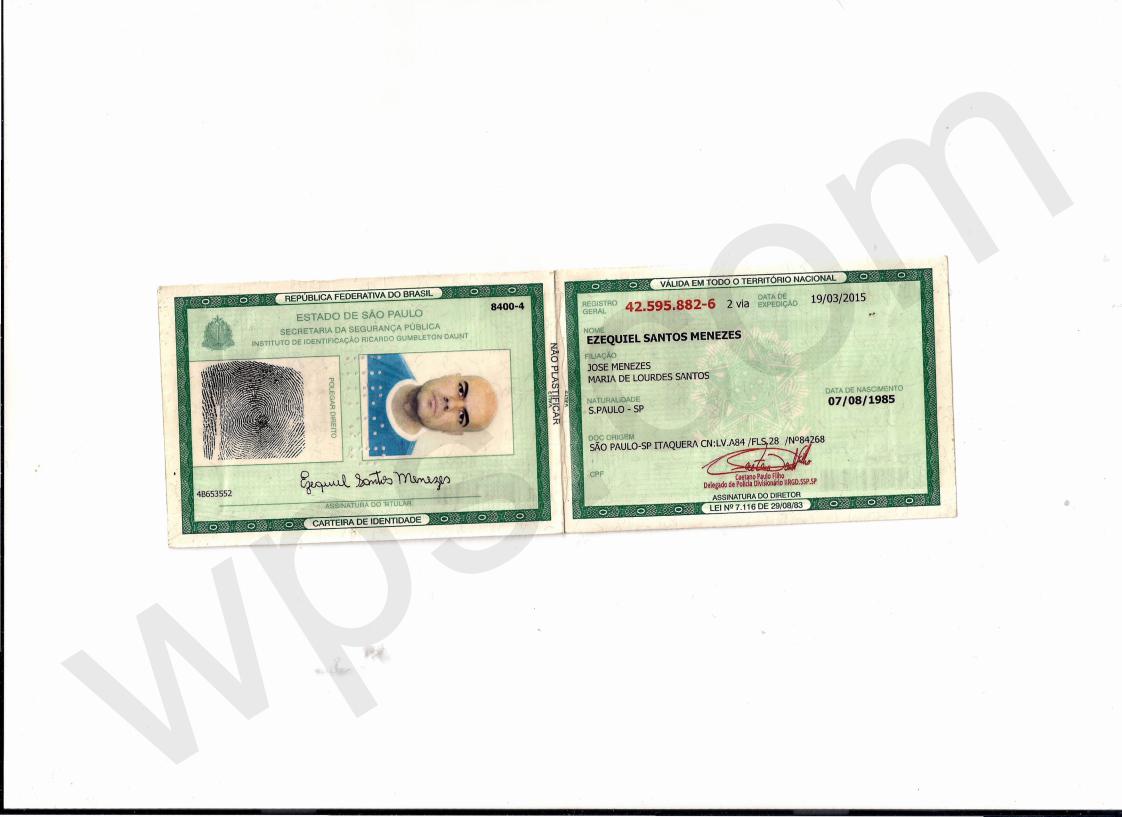 REPÚBLICA FEDERATIVA DO BRASIL
8400-4
ESTADO DE SÃO PAULO
SECRETARIA DA SEGURANÇA PÚBLICA
INSTITUTO DE IDENTIFICAÇÃO RICARDO GUMBLETON DAUNT
POLEGAR DIREITO
Ezequiel Santos Menezes
4B653552
ASSINATURA DO TITULAR
CARTEIRA DE IDENTIDADE
NÃO PLASTIFICAR
VÁLIDA EM TODO O TERRITÓRIO NACIONAL
REGISTRO GERAL 42.595.882-6 2 via DATA DE EXPEDIÇÃO 19/03/2015
NOME
EZEQUIEL SANTOS MENEZES
FILIAÇÃO
JOSE MENEZES
MARIA DE LOURDES SANTOS
NATURALIDADE
S.PAULO - SP
DATA DE NASCIMENTO
07/08/1985
DOC ORIGEM
SÃO PAULO-SP ITAQUERA CN:LV.A84 /FLS.28 /Nº84268
CPF
Caetano Paulo Filho
Delegado de Polícia Divisionário IIRGD.SSP.SP
ASSINATURA DO DIRETOR
LEI Nº 7.116 DE 29/08/83